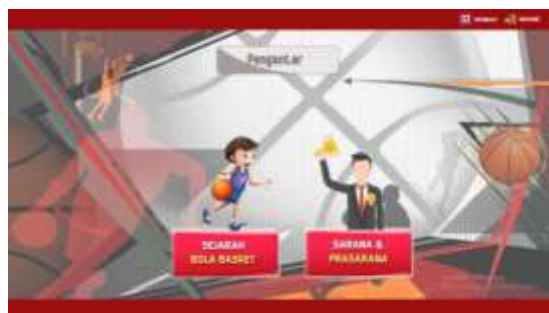 Pengantar
SEJARAH
BOLA BASKET
SARANA &
PRASARANA